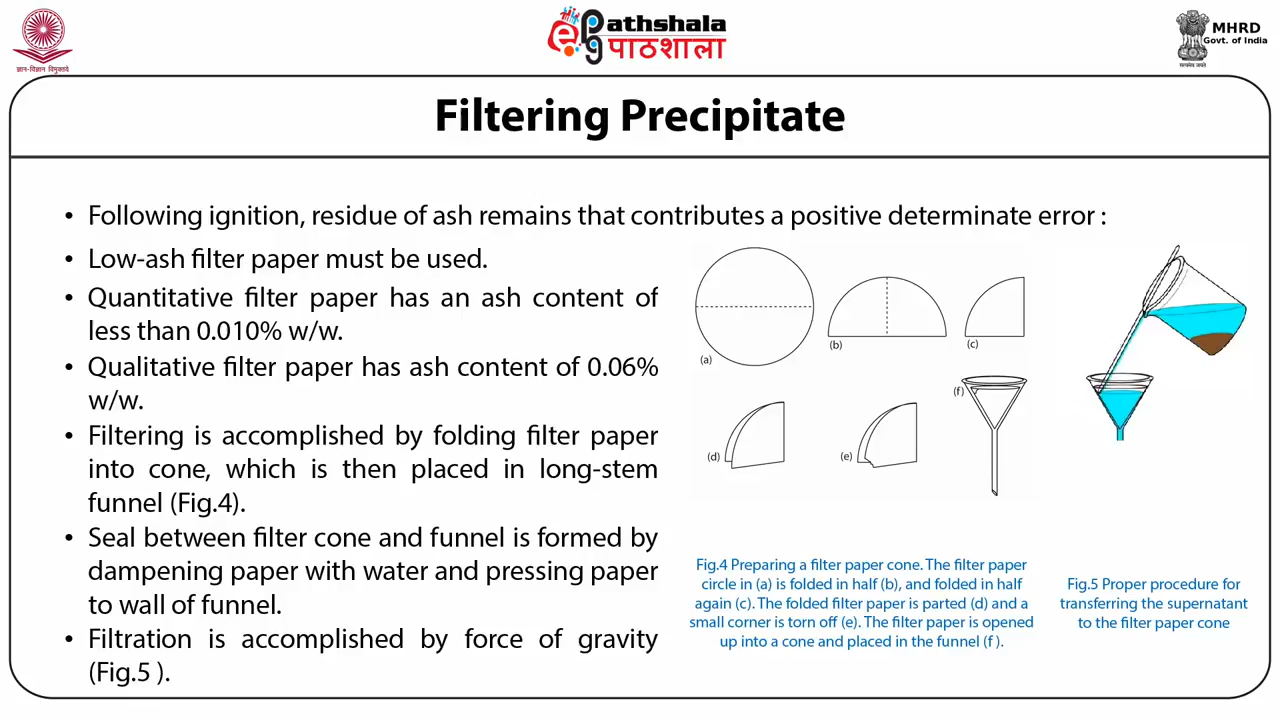 ज्ञान-विज्ञान विमुक्तये
e
pg
athshala
पाठशाला
MHRD
Govt. of India
सत्यमेव जयते
Filtering Precipitate
• Following ignition, residue of ash remains that contributes a positive determinate error :
• Low-ash filter paper must be used.
• Quantitative filter paper has an ash content of
less than 0.010% w/w.
• Qualitative filter paper has ash content of 0.06%
w/w.
• Filtering is accomplished by folding filter paper
into cone, which is then placed in long-stem
funnel (Fig.4).
• Seal between filter cone and funnel is formed by
dampening paper with water and pressing paper
to wall of funnel.
• Filtration is accomplished by force of gravity
(Fig.5 ).
(a)
(b)
(c)
(d)
(e)
(f)
Fig.4 Preparing a filter paper cone. The filter paper
circle in (a) is folded in half (b), and folded in half
again (c). The folded filter paper is parted (d) and a
small corner is torn off (e). The filter paper is opened
up into a cone and placed in the funnel (f ).
Fig.5 Proper procedure for
transferring the supernatant
to the filter paper cone